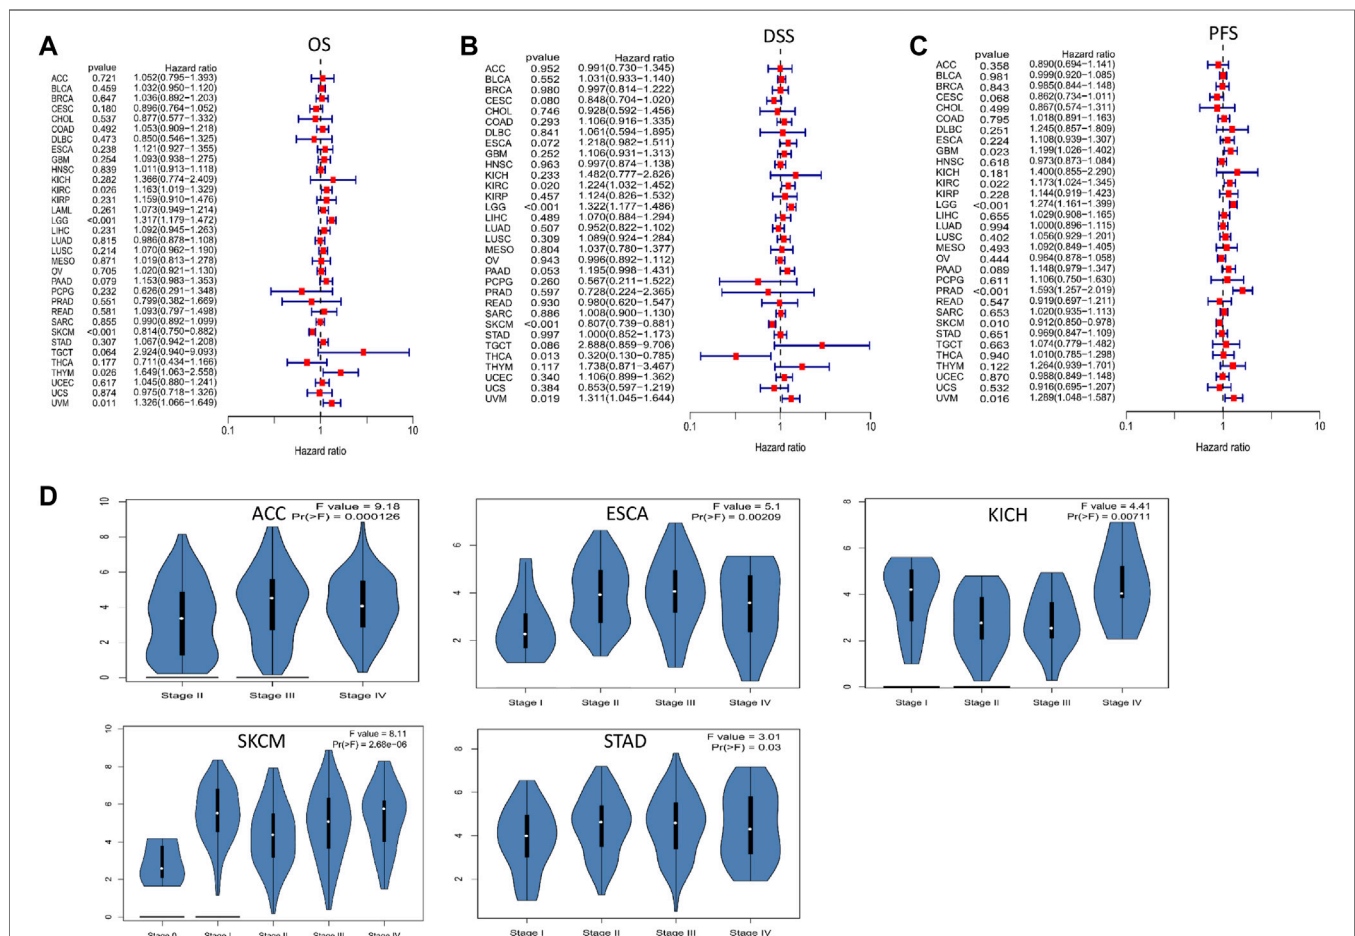 A
OS
pvalue Hazard ratio
ACC 0.721 1.052(0.795−1.393)
BLCA 0.459 1.032(0.950−1.120)
BRCA 0.647 1.036(0.892−1.203)
CESC 0.180 0.896(0.764−1.052)
CHOL 0.537 0.877(0.577−1.332)
COAD 0.492 1.053(0.909−1.218)
DLBC 0.473 0.850(0.546−1.325)
ESCA 0.238 1.121(0.927−1.355)
GBM 0.254 1.093(0.938−1.275)
HNSC 0.839 1.011(0.913−1.118)
KICH 0.282 1.366(0.774−2.409)
KIRC 0.026 1.163(1.019−1.329)
KIRP 0.231 1.159(0.910−1.476)
LAML 0.261 1.073(0.949−1.214)
LGG <0.001 1.317(1.179−1.472)
LIHC 0.231 1.092(0.945−1.263)
LUAD 0.815 0.986(0.878−1.108)
LUSC 0.214 1.070(0.962−1.190)
MESO 0.871 1.019(0.813−1.278)
OV 0.705 1.020(0.921−1.130)
PAAD 0.079 1.153(0.983−1.353)
PCPG 0.232 0.626(0.291−1.348)
PRAD 0.551 0.799(0.382−1.669)
READ 0.581 1.093(0.797−1.498)
SARC 0.855 0.990(0.892−1.099)
SKCM <0.001 0.814(0.750−0.882)
STAD 0.307 1.067(0.942−1.208)
TGCT 0.064 2.924(0.940−9.093)
THCA 0.177 0.711(0.434−1.166)
THYM 0.026 1.649(1.063−2.558)
UCEC 0.617 1.045(0.880−1.241)
UCS 0.874 0.975(0.718−1.326)
UVM 0.011 1.326(1.066−1.649)
0.1 1 10
Hazard ratio
B
DSS
pvalue Hazard ratio
ACC 0.952 0.991(0.730−1.345)
BLCA 0.552 1.031(0.933−1.140)
BRCA 0.980 0.997(0.814−1.222)
CESC 0.080 0.848(0.704−1.020)
CHOL 0.746 0.928(0.592−1.456)
COAD 0.293 1.106(0.916−1.335)
DLBC 0.841 1.061(0.594−1.895)
ESCA 0.072 1.218(0.982−1.511)
GBM 0.252 1.106(0.931−1.313)
HNSC 0.963 0.997(0.874−1.138)
KICH 0.233 1.482(0.777−2.826)
KIRC 0.020 1.224(1.032−1.452)
KIRP 0.457 1.124(0.826−1.532)
LGG <0.001 1.322(1.177−1.486)
LIHC 0.489 1.070(0.884−1.294)
LUAD 0.507 0.952(0.822−1.102)
LUSC 0.309 1.089(0.924−1.284)
MESO 0.804 1.037(0.780−1.377)
OV 0.943 0.996(0.892−1.112)
PAAD 0.053 1.195(0.998−1.431)
PCPG 0.260 0.567(0.211−1.522)
PRAD 0.597 0.728(0.224−2.365)
READ 0.930 0.980(0.620−1.547)
SARC 0.886 1.008(0.900−1.130)
SKCM <0.001 0.807(0.739−0.881)
STAD 0.997 1.000(0.852−1.173)
TGCT 0.086 2.888(0.859−9.706)
THCA 0.013 0.320(0.130−0.785)
THYM 0.117 1.738(0.871−3.467)
UCEC 0.340 1.106(0.899−1.362)
UCS 0.384 0.853(0.597−1.219)
UVM 0.019 1.311(1.045−1.644)
0.1 1 10
Hazard ratio
C
PFS
pvalue Hazard ratio
ACC 0.358 0.890(0.694−1.141)
BLCA 0.981 0.999(0.920−1.085)
BRCA 0.843 0.985(0.844−1.148)
CESC 0.068 0.862(0.734−1.011)
CHOL 0.499 0.867(0.574−1.311)
COAD 0.795 1.018(0.891−1.163)
DLBC 0.251 1.245(0.857−1.809)
ESCA 0.224 1.108(0.939−1.307)
GBM 0.023 1.199(1.026−1.402)
HNSC 0.618 0.973(0.873−1.084)
KICH 0.181 1.400(0.855−2.290)
KIRC 0.022 1.173(1.024−1.345)
KIRP 0.228 1.144(0.919−1.423)
LGG <0.001 1.274(1.161−1.399)
LIHC 0.655 1.029(0.908−1.165)
LUAD 0.994 1.000(0.896−1.115)
LUSC 0.402 1.056(0.929−1.201)
MESO 0.493 1.092(0.849−1.405)
OV 0.444 0.964(0.878−1.058)
PAAD 0.089 1.148(0.979−1.347)
PCPG 0.611 1.106(0.750−1.630)
PRAD <0.001 1.593(1.257−2.019)
READ 0.547 0.919(0.697−1.211)
SARC 0.653 1.020(0.935−1.113)
SKCM 0.010 0.912(0.850−0.978)
STAD 0.651 0.969(0.847−1.109)
TGCT 0.663 1.074(0.779−1.482)
THCA 0.940 1.010(0.785−1.298)
THYM 0.122 1.264(0.939−1.701)
UCEC 0.870 0.988(0.849−1.148)
UCS 0.532 0.916(0.695−1.207)
UVM 0.016 1.289(1.048−1.587)
0.1 1 10
Hazard ratio
D
ACC
F value = 9.18
Pr(>F) = 0.000126
10
8
6
4
2
0
Stage II Stage III Stage IV
ESCA
F value = 5.1
Pr(>F) = 0.00209
6
4
2
Stage I Stage II Stage III Stage IV
KICH
F value = 4.41
Pr(>F) = 0.00711
8
6
4
2
0
Stage I Stage II Stage III Stage IV
SKCM
F value = 8.11
Pr(>F) = 2.68e−06
10
8
6
4
2
0
Stage 0 Stage I Stage II Stage III Stage IV
STAD
F value = 3.01
Pr(>F) = 0.03
8
6
4
2
Stage I Stage II Stage III Stage IV